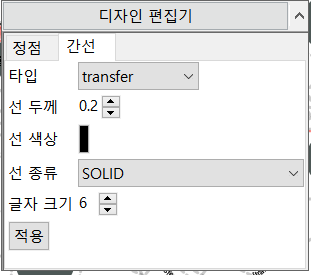 디자인 편집기
정점 간선
타입 transfer
선 두께 0.2
선 색상
선 종류 SOLID
글자 크기 6
적용